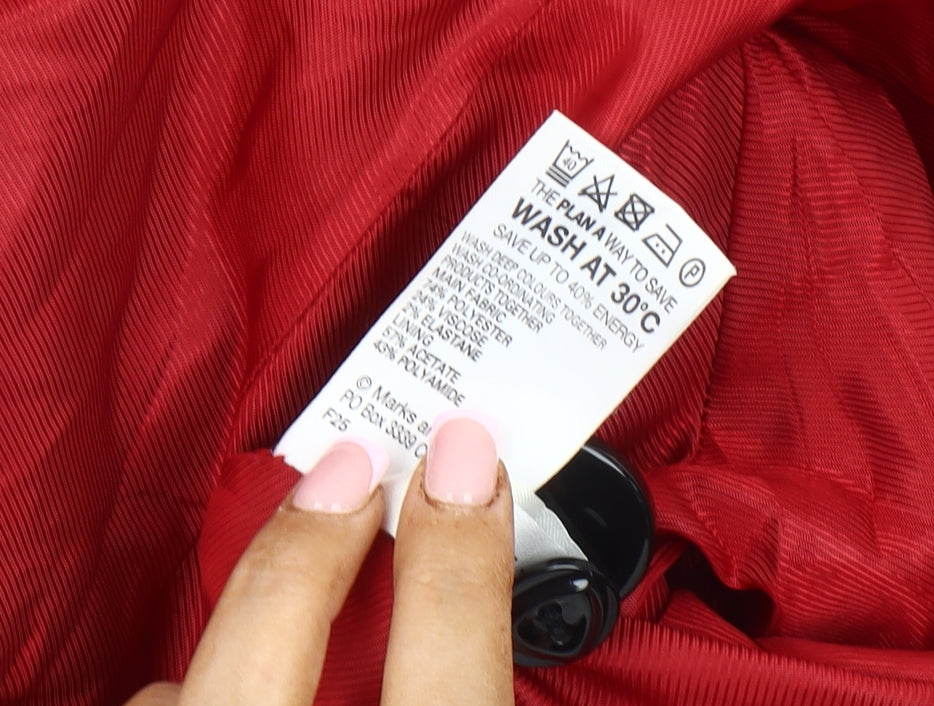 40
P
THE PLAN A WAY TO SAVE
WASH AT 30°C
SAVE UP TO 40% ENERGY
WASH DEEP COLOURS TOGETHER
WASH CO-ORDINATING
PRODUCTS TOGETHER
MAIN FABRIC
74% POLYESTER
24% VISCOSE
2% ELASTANE
LINING
57% ACETATE
43% POLYAMIDE
© Marks
PO Box 3339
F25